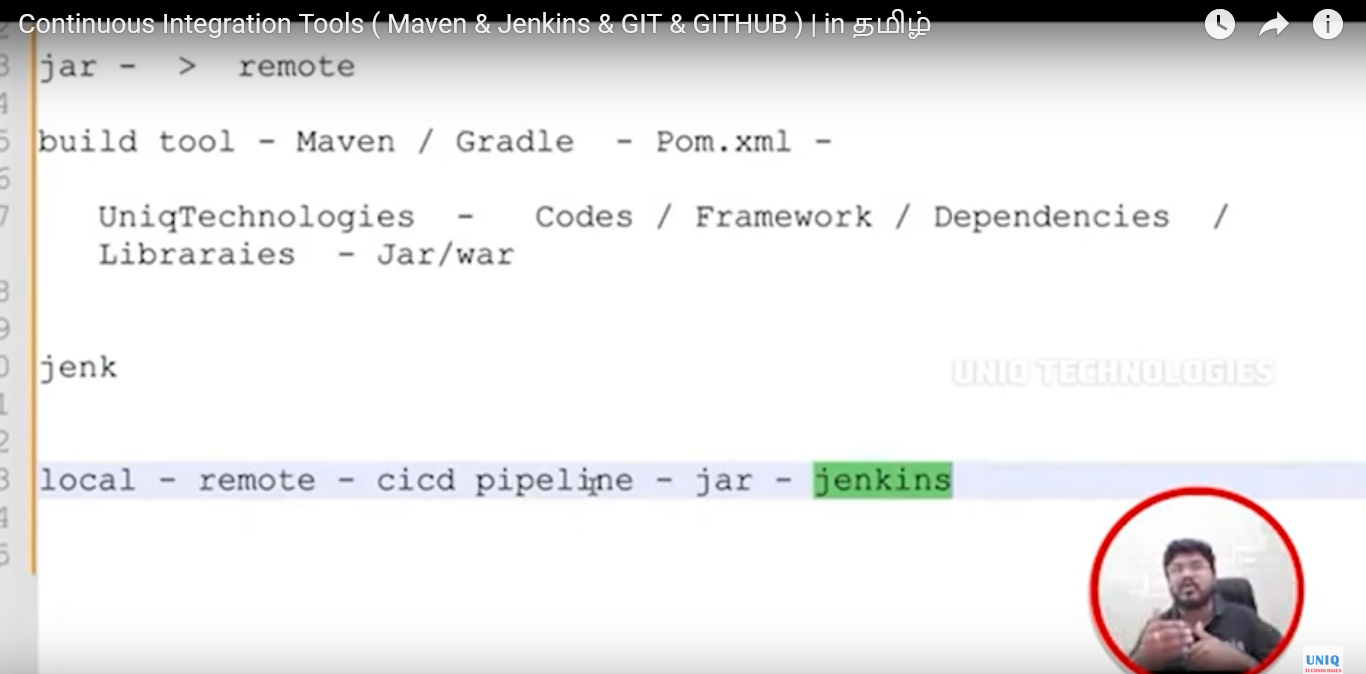 Continuous Integration Tools ( Maven & Jenkins & GIT & GITHUB ) | in தமிழ்
3 jar - > remote
4
5 build tool - Maven / Gradle - Pom.xml -
6
7 UniqTechnologies - Codes / Framework / Dependencies /
Libraraies - Jar/war
8
9
0 jenk
UNIQ TECHNOLOGIES
1
2
3 local - remote - cicd pipeline - jar - jenkins
4
5
UNIQ
TECHNOLOGIES